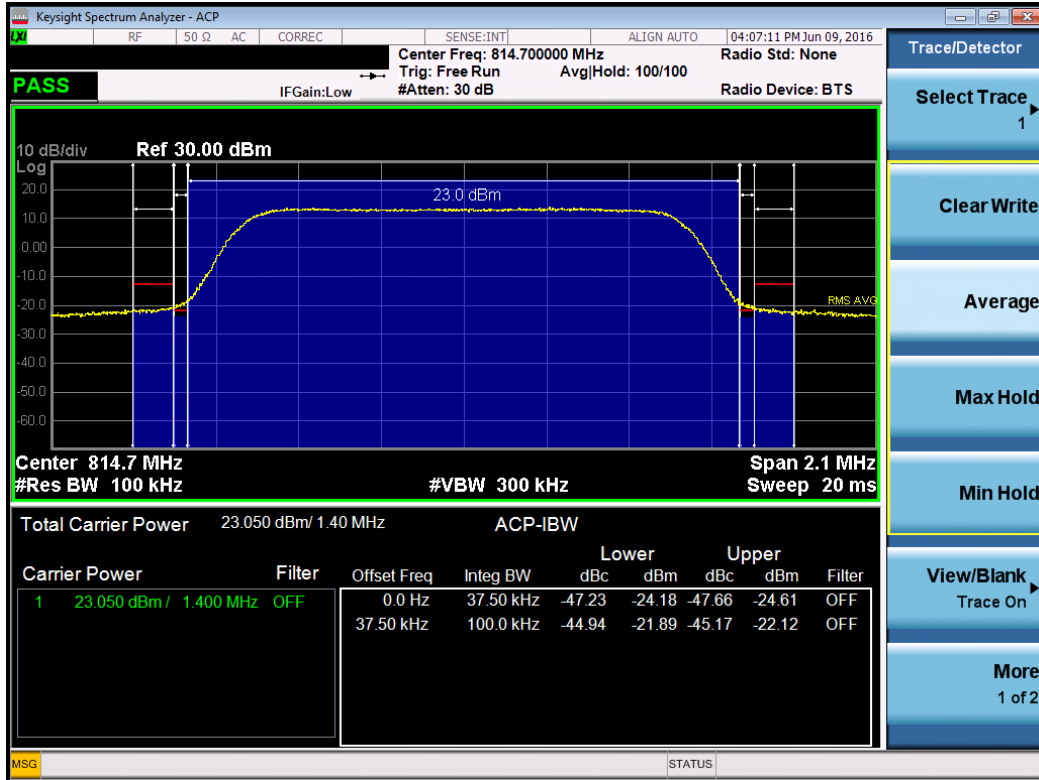 Keysight Spectrum Analyzer - ACP
LXI RF 50 Ω AC CORREC SENSE:INT ALIGN AUTO 04:07:11 PM Jun 09, 2016
Center Freq: 814.700000 MHz Radio Std: None
Trig: Free Run Avg|Hold: 100/100
PASS IFGain:Low #Atten: 30 dB Radio Device: BTS
10 dB/div Ref 30.00 dBm
Log
20.0
23.0 dBm
10.0
0.00
-10.0
-20.0
RMS AVG
-30.0
-40.0
-50.0
-60.0
Center 814.7 MHz Span 2.1 MHz
#Res BW 100 kHz #VBW 300 kHz Sweep 20 ms
Total Carrier Power 23.050 dBm/ 1.40 MHz ACP-IBW
Lower Upper
Carrier Power Filter Offset Freq Integ BW dBc dBm dBc dBm Filter
1 23.050 dBm / 1.400 MHz OFF 0.0 Hz 37.50 kHz -47.23 -24.18 -47.66 -24.61 OFF
37.50 kHz 100.0 kHz -44.94 -21.89 -45.17 -22.12 OFF
MSG STATUS
Trace/Detector
Select Trace
1
Clear Write
Average
Max Hold
Min Hold
View/Blank
Trace On
More
1 of 2